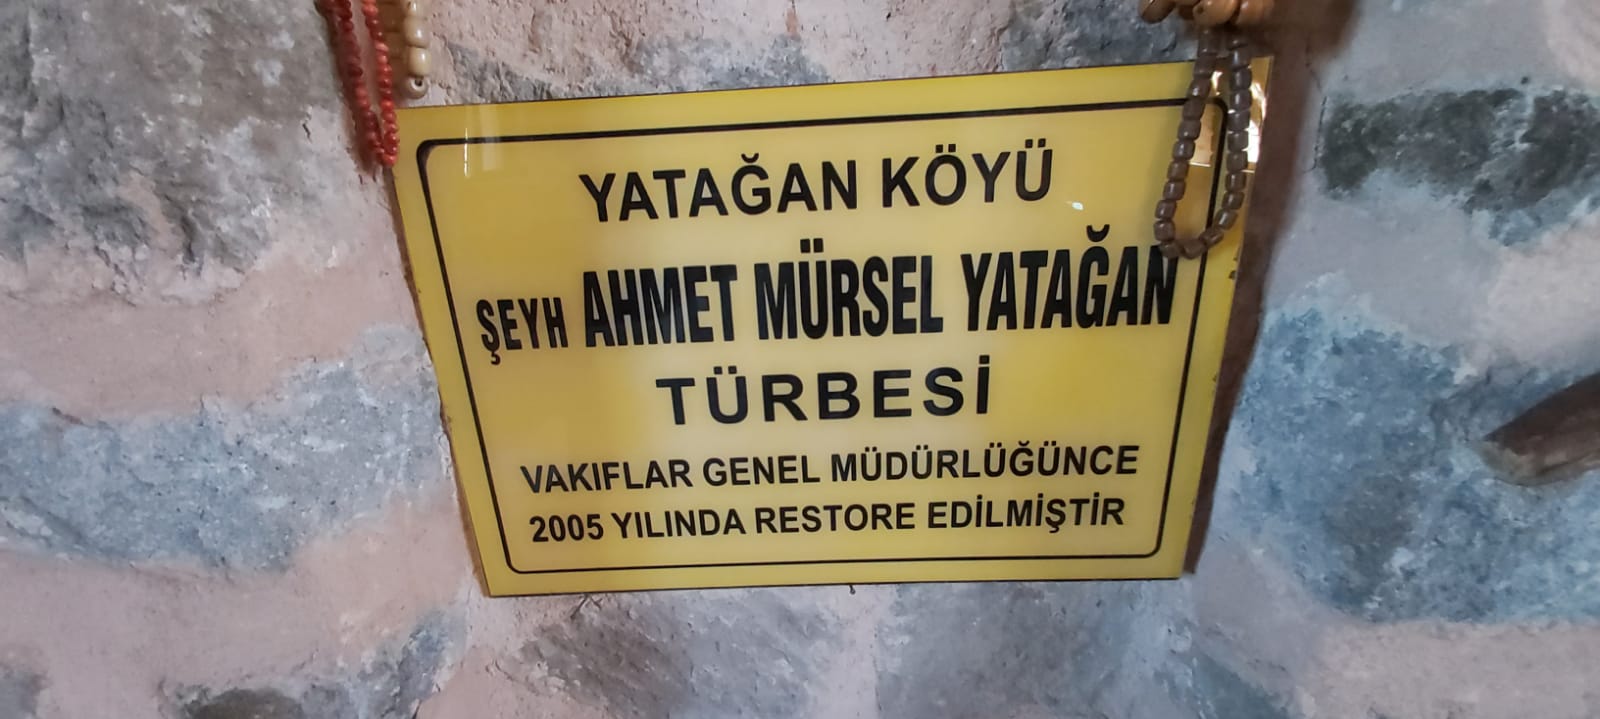 YATAĞAN KÖYÜ
ŞEYH AHMET MÜRSEL YATAĞAN
TÜRBESİ
VAKIFLAR GENEL MÜDÜRLÜĞÜNCE
2005 YILINDA RESTORE EDİLMİŞTİR